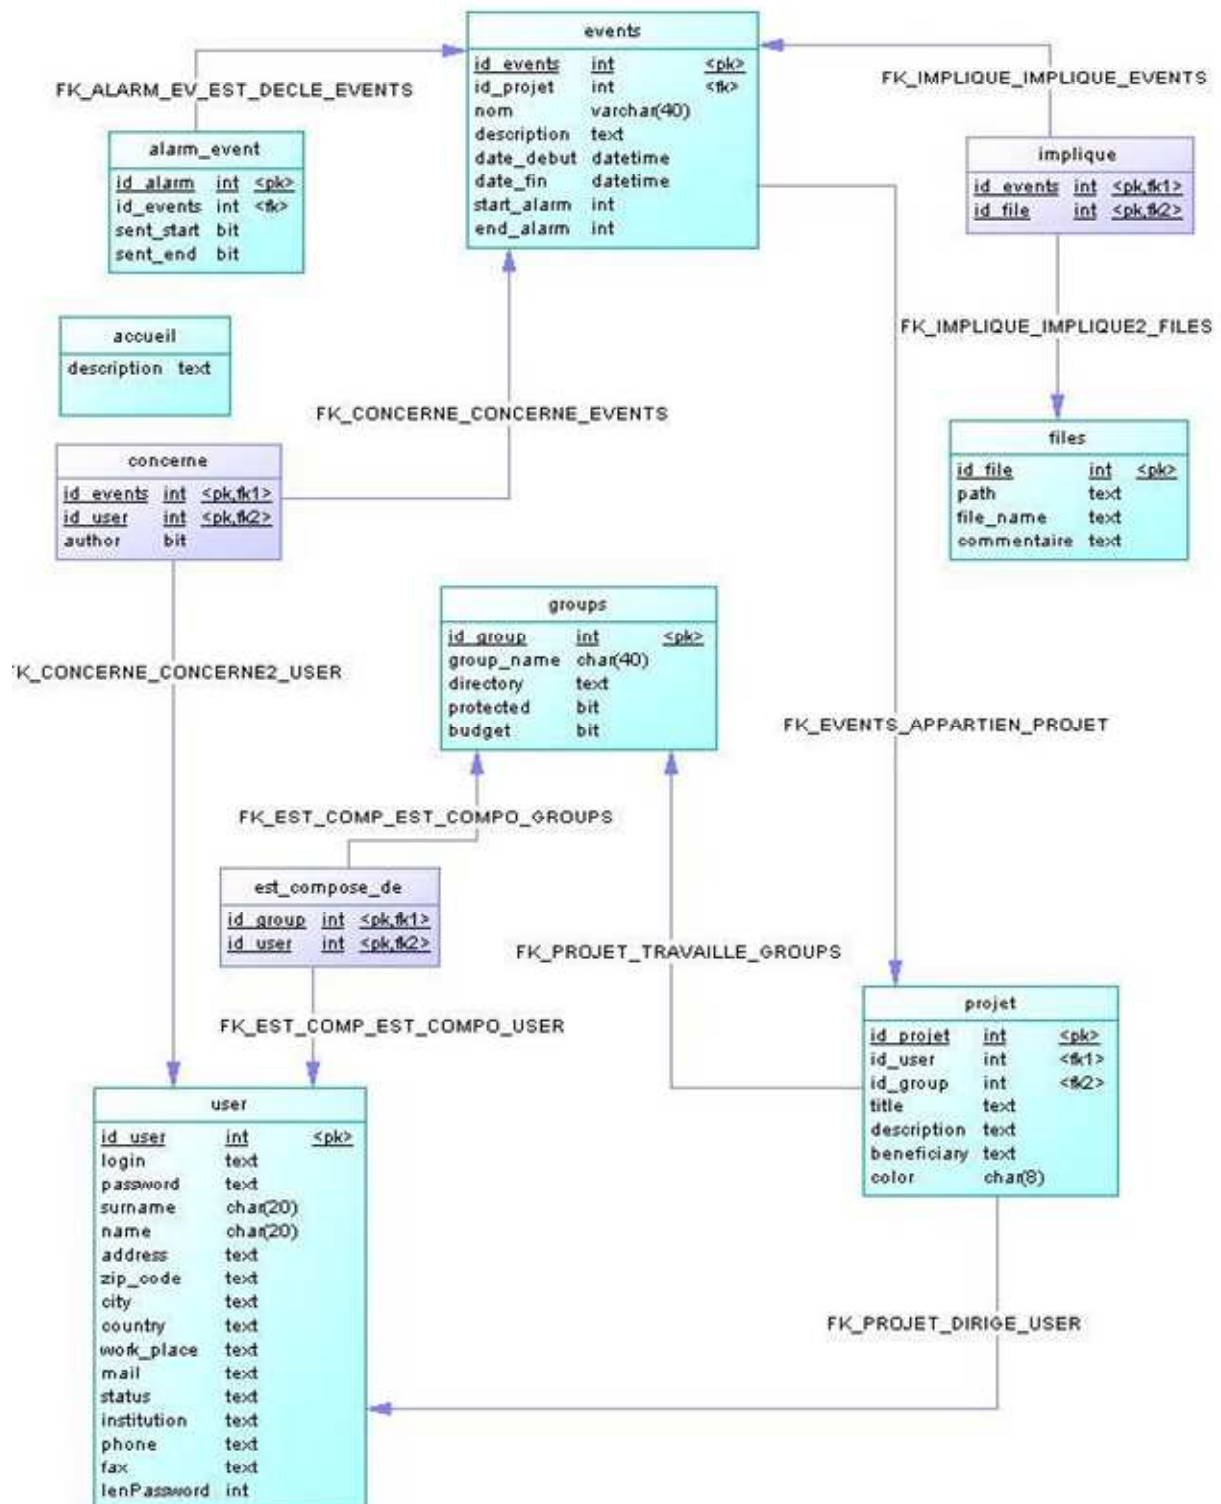 events
id_events int <pk>
id_projet int <fk>
nom varchar(40)
description text
date_debut datetime
date_fin datetime
start_alarm int
end_alarm int
FK_ALARM_EV_EST_DECLE_EVENTS
FK_IMPLIQUE_IMPLIQUE_EVENTS
alarm_event
id_alarm int <pk>
id_events int <fk>
sent_start bit
sent_end bit
implique
id_events int <pk,fk1>
id_file int <pk,fk2>
accueil
description text
FK_IMPLIQUE_IMPLIQUE2_FILES
FK_CONCERNE_CONCERNE_EVENTS
files
id_file int <pk>
path text
file_name text
commentaire text
concerne
id_events int <pk,fk1>
id_user int <pk,fk2>
author bit
groups
id_group int <pk>
group_name char(40)
directory text
protected bit
budget bit
K_CONCERNE_CONCERNE2_USER
FK_EVENTS_APPARTIEN_PROJET
FK_EST_COMP_EST_COMPO_GROUPS
est_compose_de
id_group int <pk,fk1>
id_user int <pk,fk2>
FK_PROJET_TRAVAILLE_GROUPS
FK_EST_COMP_EST_COMPO_USER
projet
id_projet int <pk>
id_user int <fk1>
id_group int <fk2>
title text
description text
beneficiary text
color char(8)
user
id_user int <pk>
login text
password text
surname char(20)
name char(20)
address text
zip_code text
city text
country text
work_place text
mail text
status text
institution text
phone text
fax text
lenPassword int
FK_PROJET_DIRIGE_USER